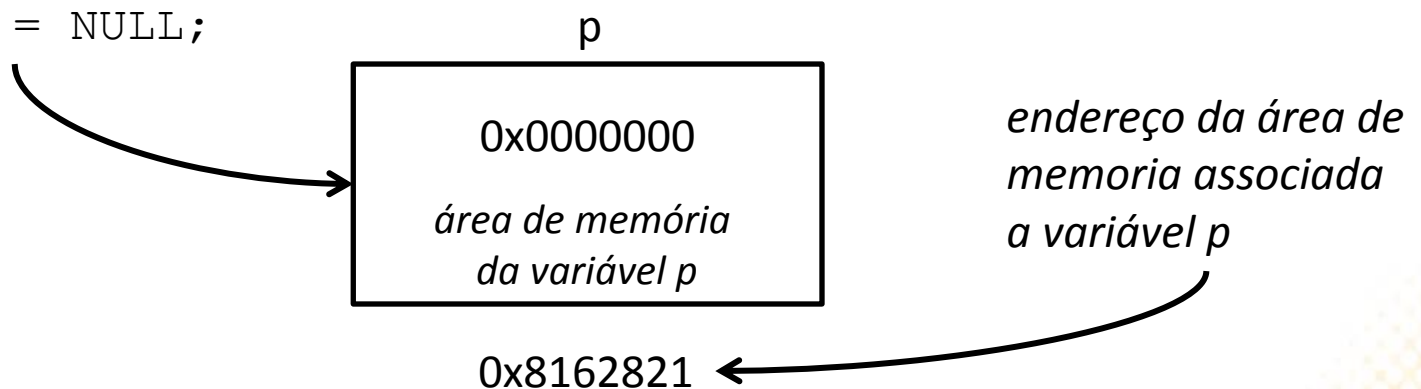 = NULL;
p
0x0000000
área de memória
da variável p
endereço da área de
memoria associada
a variável p
0x8162821